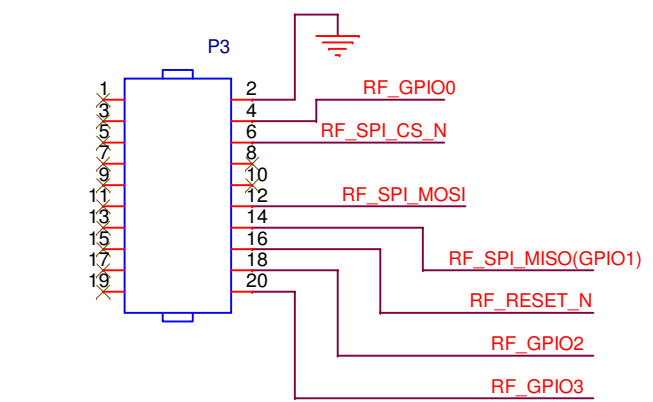 P3
1 2
RF_GPIO0
3 4
5 6
RF_SPI_CS_N
7 8
9 10
11 12
RF_SPI_MOSI
13 14
15 16
RF_SPI_MISO(GPIO1)
17 18
19 20
RF_RESET_N
RF_GPIO2
RF_GPIO3